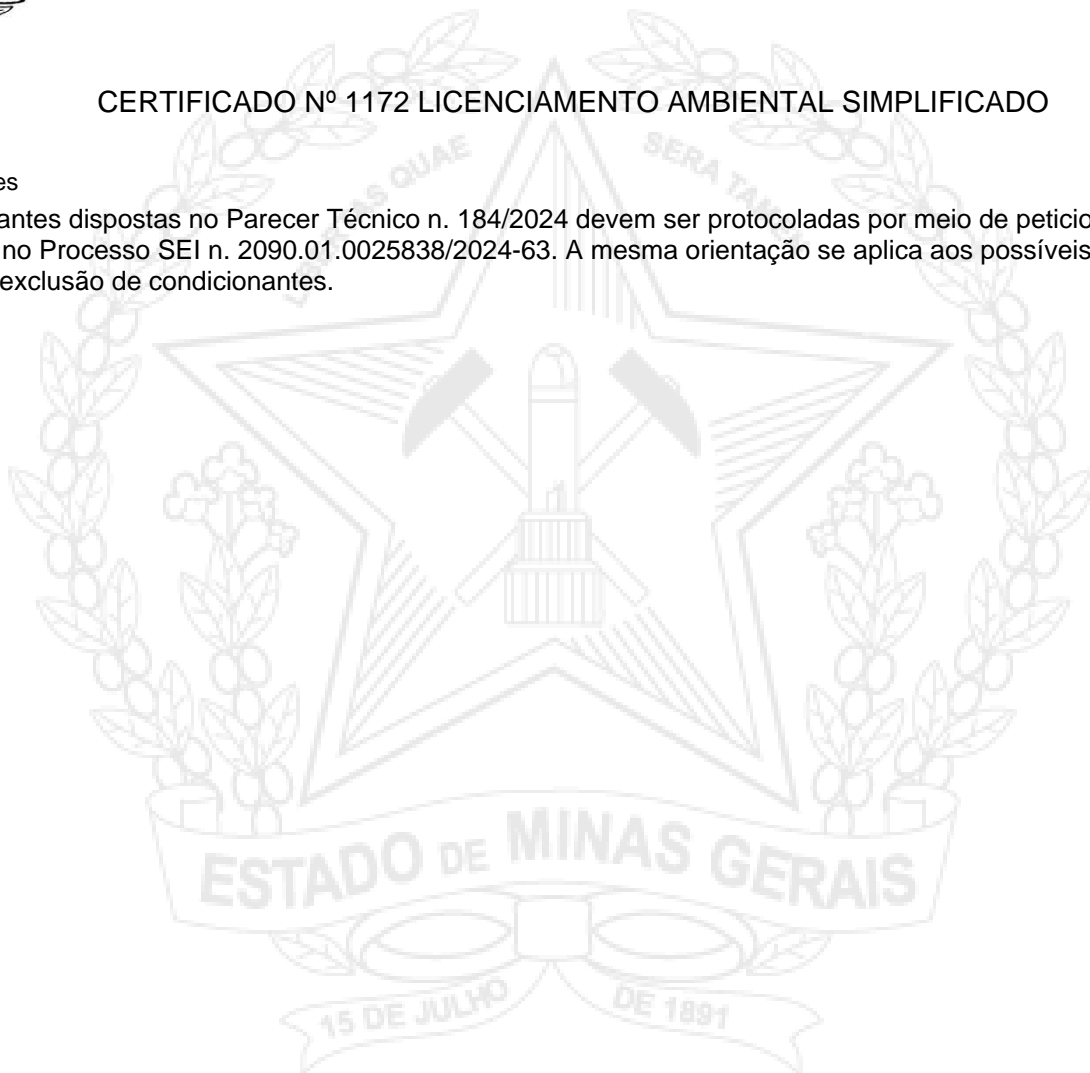 CERTIFICADO Nº 1172 LICENCIAMENTO AMBIENTAL SIMPLIFICADO
es
antes dispostas no Parecer Técnico n. 184/2024 devem ser protocoladas por meio de peticio
no Processo SEI n. 2090.01.0025838/2024-63. A mesma orientação se aplica aos possíveis
exclusão de condicionantes.
QUAE
SERA
ESTADO DE MINAS GERAIS
15 DE JULHO DE 1891